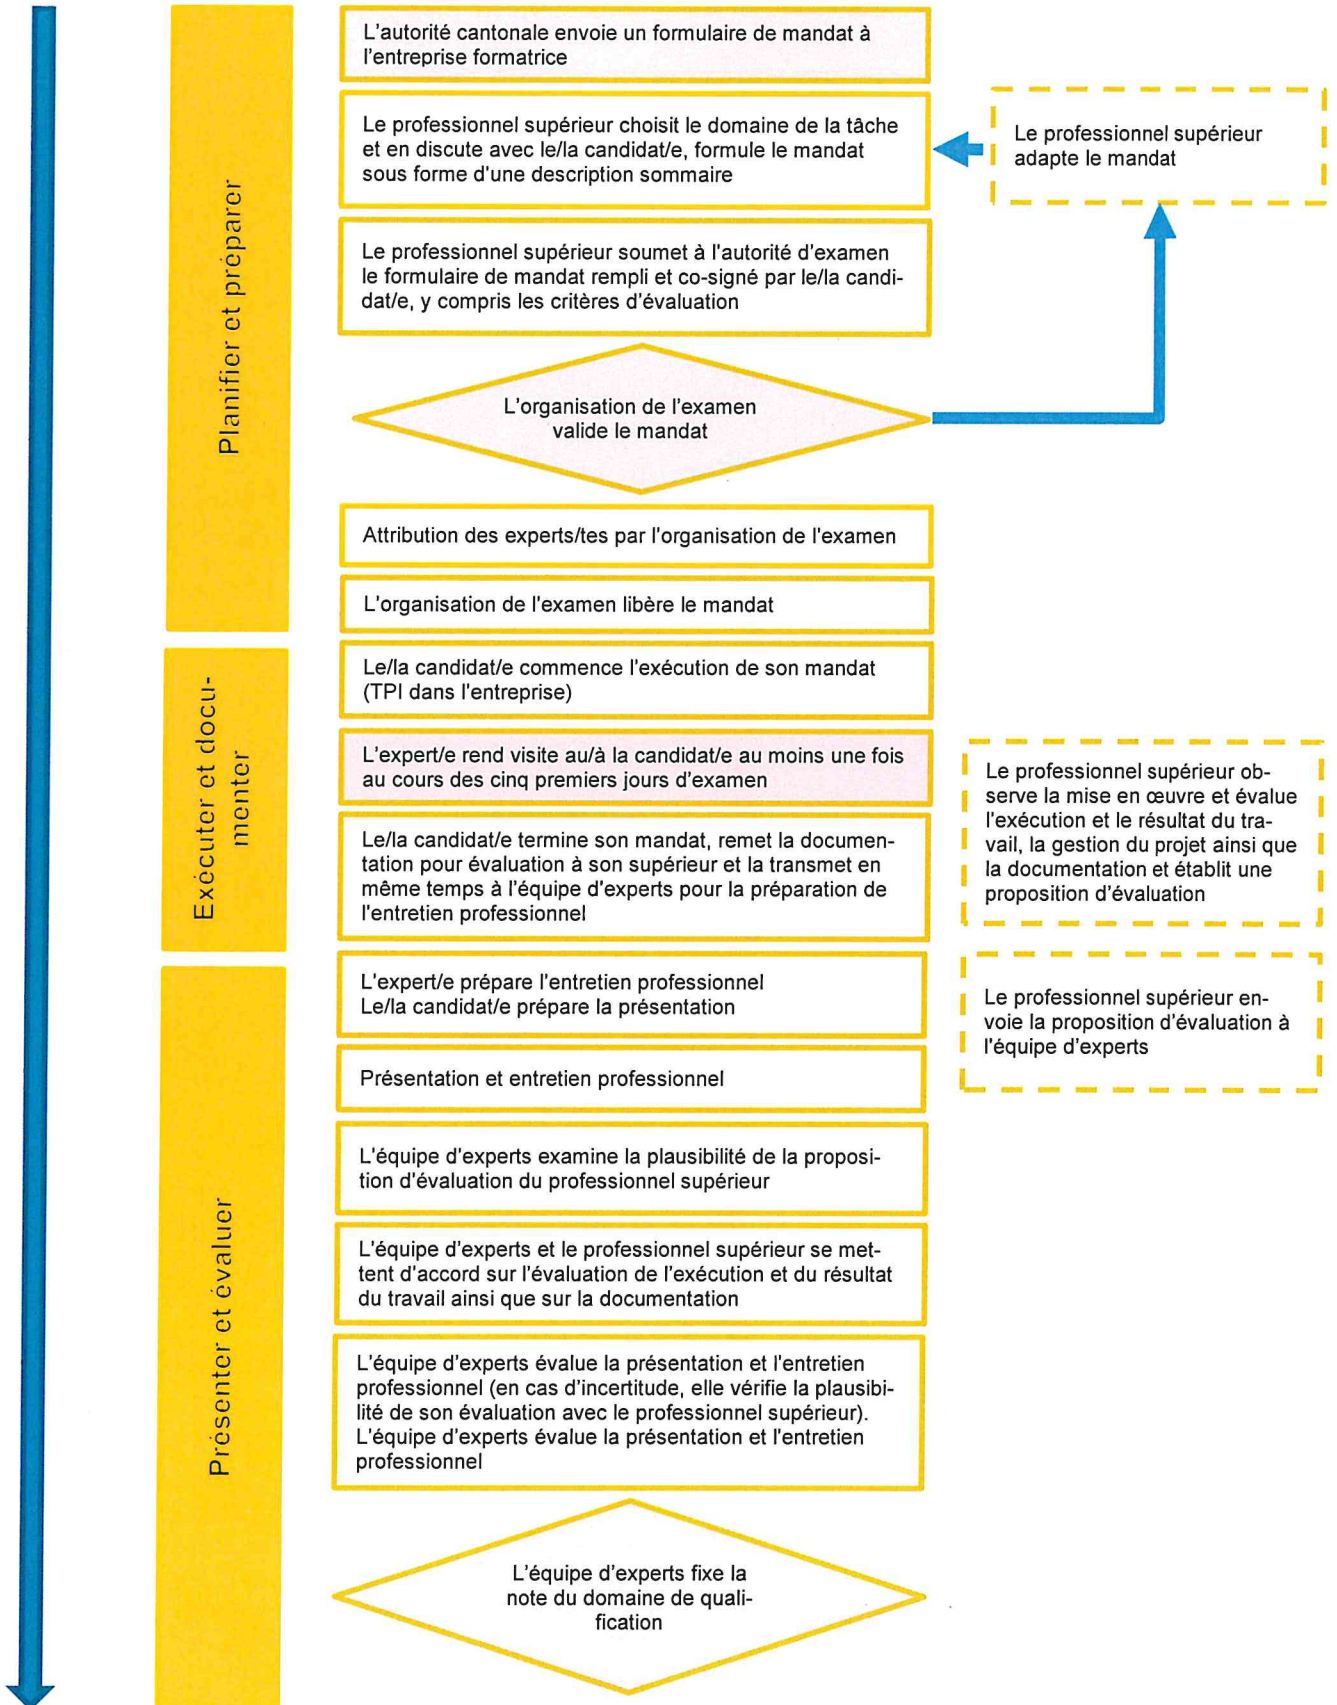 Planifier et préparer
L'autorité cantonale envoie un formulaire de mandat à
l'entreprise formatrice
Le professionnel supérieur choisit le domaine de la tâche
et en discute avec le/la candidat/e, formule le mandat
sous forme d'une description sommaire
Le professionnel supérieur
adapte le mandat
Le professionnel supérieur soumet à l'autorité d'examen
le formulaire de mandat rempli et co-signé par le/la candi-
dat/e, y compris les critères d'évaluation
L'organisation de l'examen
valide le mandat
Attribution des experts/tes par l'organisation de l'examen
L'organisation de l'examen libère le mandat
Exécuter et docu-
menter
Le/la candidat/e commence l'exécution de son mandat
(TPI dans l'entreprise)
L'expert/e rend visite au/à la candidat/e au moins une fois
au cours des cinq premiers jours d'examen
Le/la candidat/e termine son mandat, remet la documen-
tation pour évaluation à son supérieur et la transmet en
même temps à l'équipe d'experts pour la préparation de
l'entretien professionnel
Le professionnel supérieur ob-
serve la mise en œuvre et évalue
l'exécution et le résultat du tra-
vail, la gestion du projet ainsi que
la documentation et établit une
proposition d'évaluation
Présenter et évaluer
L'expert/e prépare l'entretien professionnel
Le/la candidat/e prépare la présentation
Le professionnel supérieur en-
voie la proposition d'évaluation à
l'équipe d'experts
Présentation et entretien professionnel
L'équipe d'experts examine la plausibilité de la proposi-
tion d'évaluation du professionnel supérieur
L'équipe d'experts et le professionnel supérieur se met-
tent d'accord sur l'évaluation de l'exécution et du résultat
du travail ainsi que sur la documentation
L'équipe d'experts évalue la présentation et l'entretien
professionnel (en cas d'incertitude, elle vérifie la plausibi-
lité de son évaluation avec le professionnel supérieur).
L'équipe d'experts évalue la présentation et l'entretien
professionnel
L'équipe d'experts fixe la
note du domaine de quali-
fication